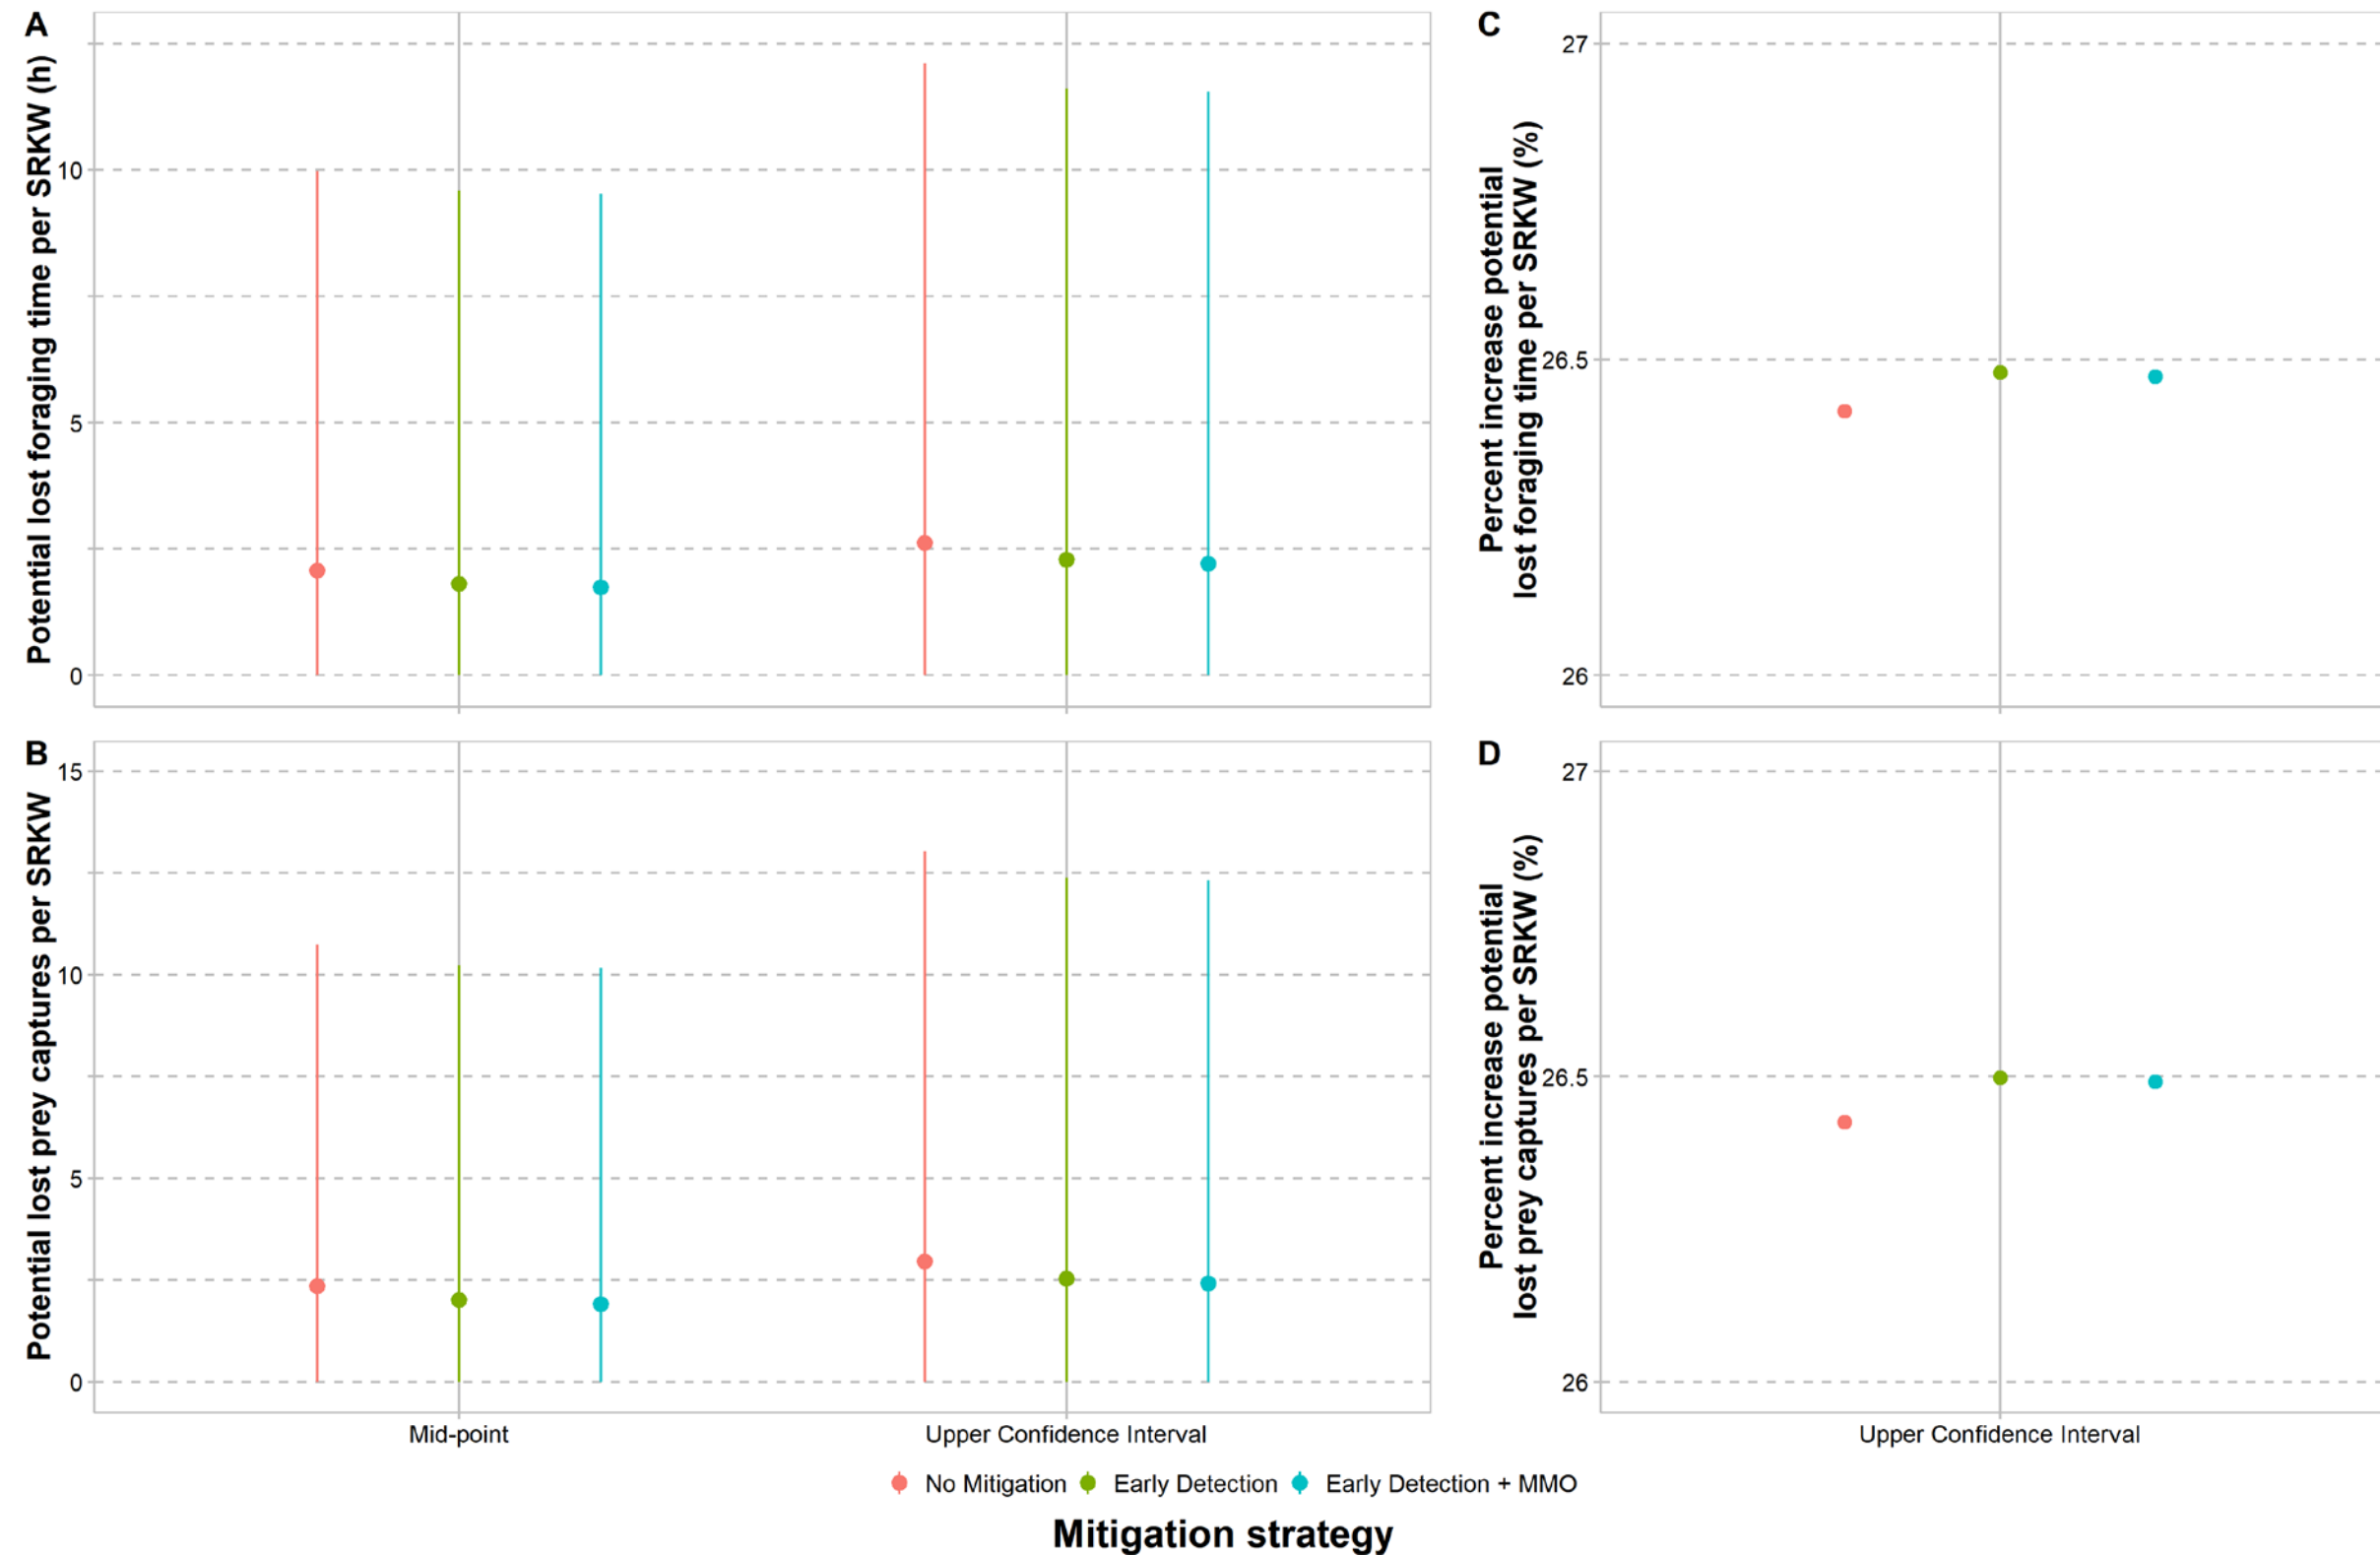 A
Potential lost foraging time per SRKW (h)
10
5
0
C
Percent increase potential
lost foraging time per SRKW (%)
27
26.5
26
B
Potential lost prey captures per SRKW
15
10
5
0
Mid-point
Upper Confidence Interval
D
Percent increase potential
lost prey captures per SRKW (%)
27
26.5
26
Upper Confidence Interval
No Mitigation
Early Detection
Early Detection + MMO
Mitigation strategy